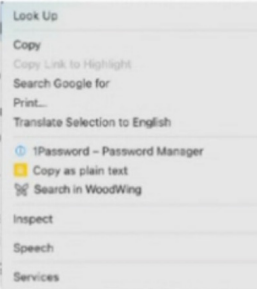 Look Up
Copy
Copy Link to Highlight
Search Google for
Print...
Translate Selection to English
1Password – Password Manager
Copy as plain text
Search in WoodWing
Inspect
Speech
Services